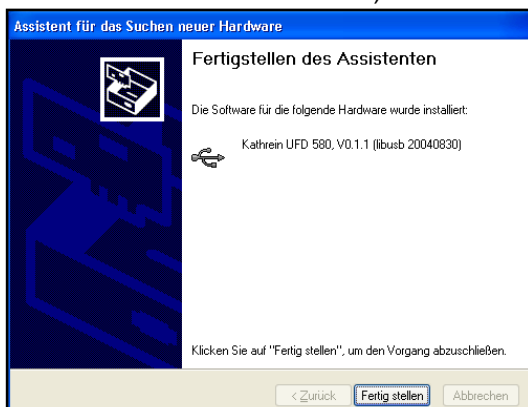 Assistent für das Suchen neuer Hardware
Fertigstellen des Assistenten
Die Software für die folgende Hardware wurde installiert:
Kathrein UFD 580, V0.1.1 (libusb 20040830)
Klicken Sie auf "Fertig stellen", um den Vorgang abzuschließen.
< Zurück Fertig stellen Abbrechen